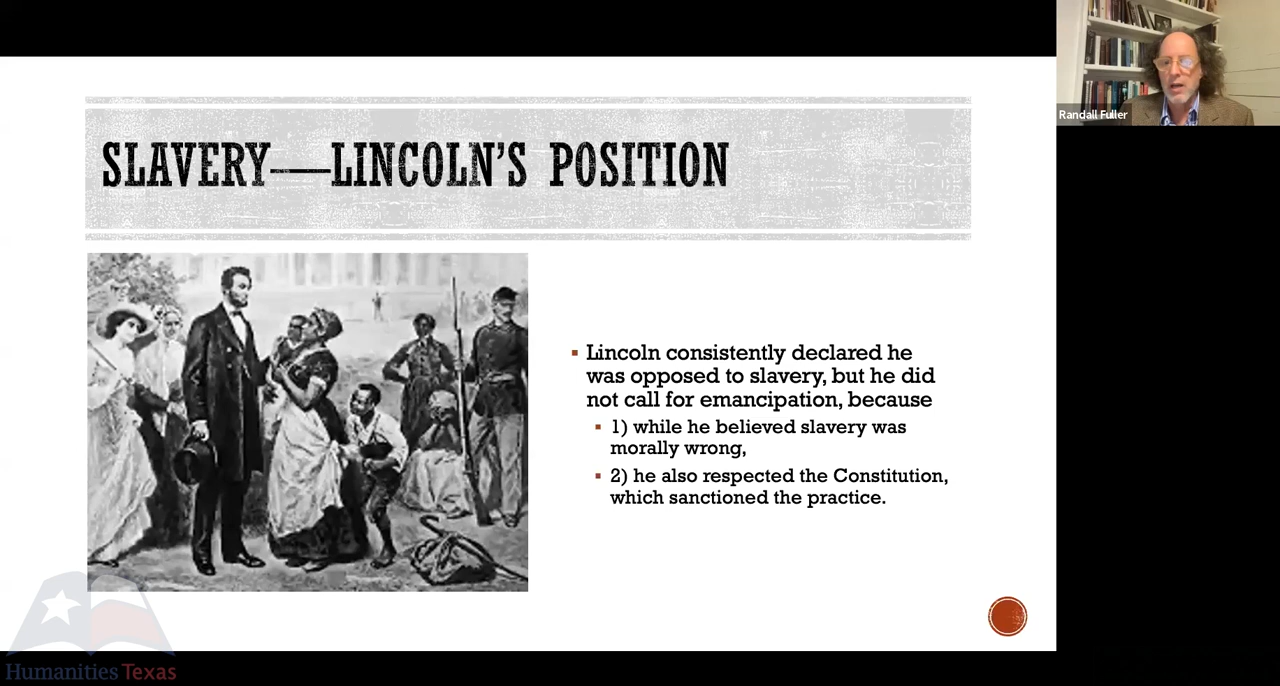 SLAVERY—LINCOLN'S POSITION
Lincoln consistently declared he
was opposed to slavery, but he did
not call for emancipation, because
1) while he believed slavery was
morally wrong,
2) he also respected the Constitution,
which sanctioned the practice.
Randall Fuller
Humanities Texas